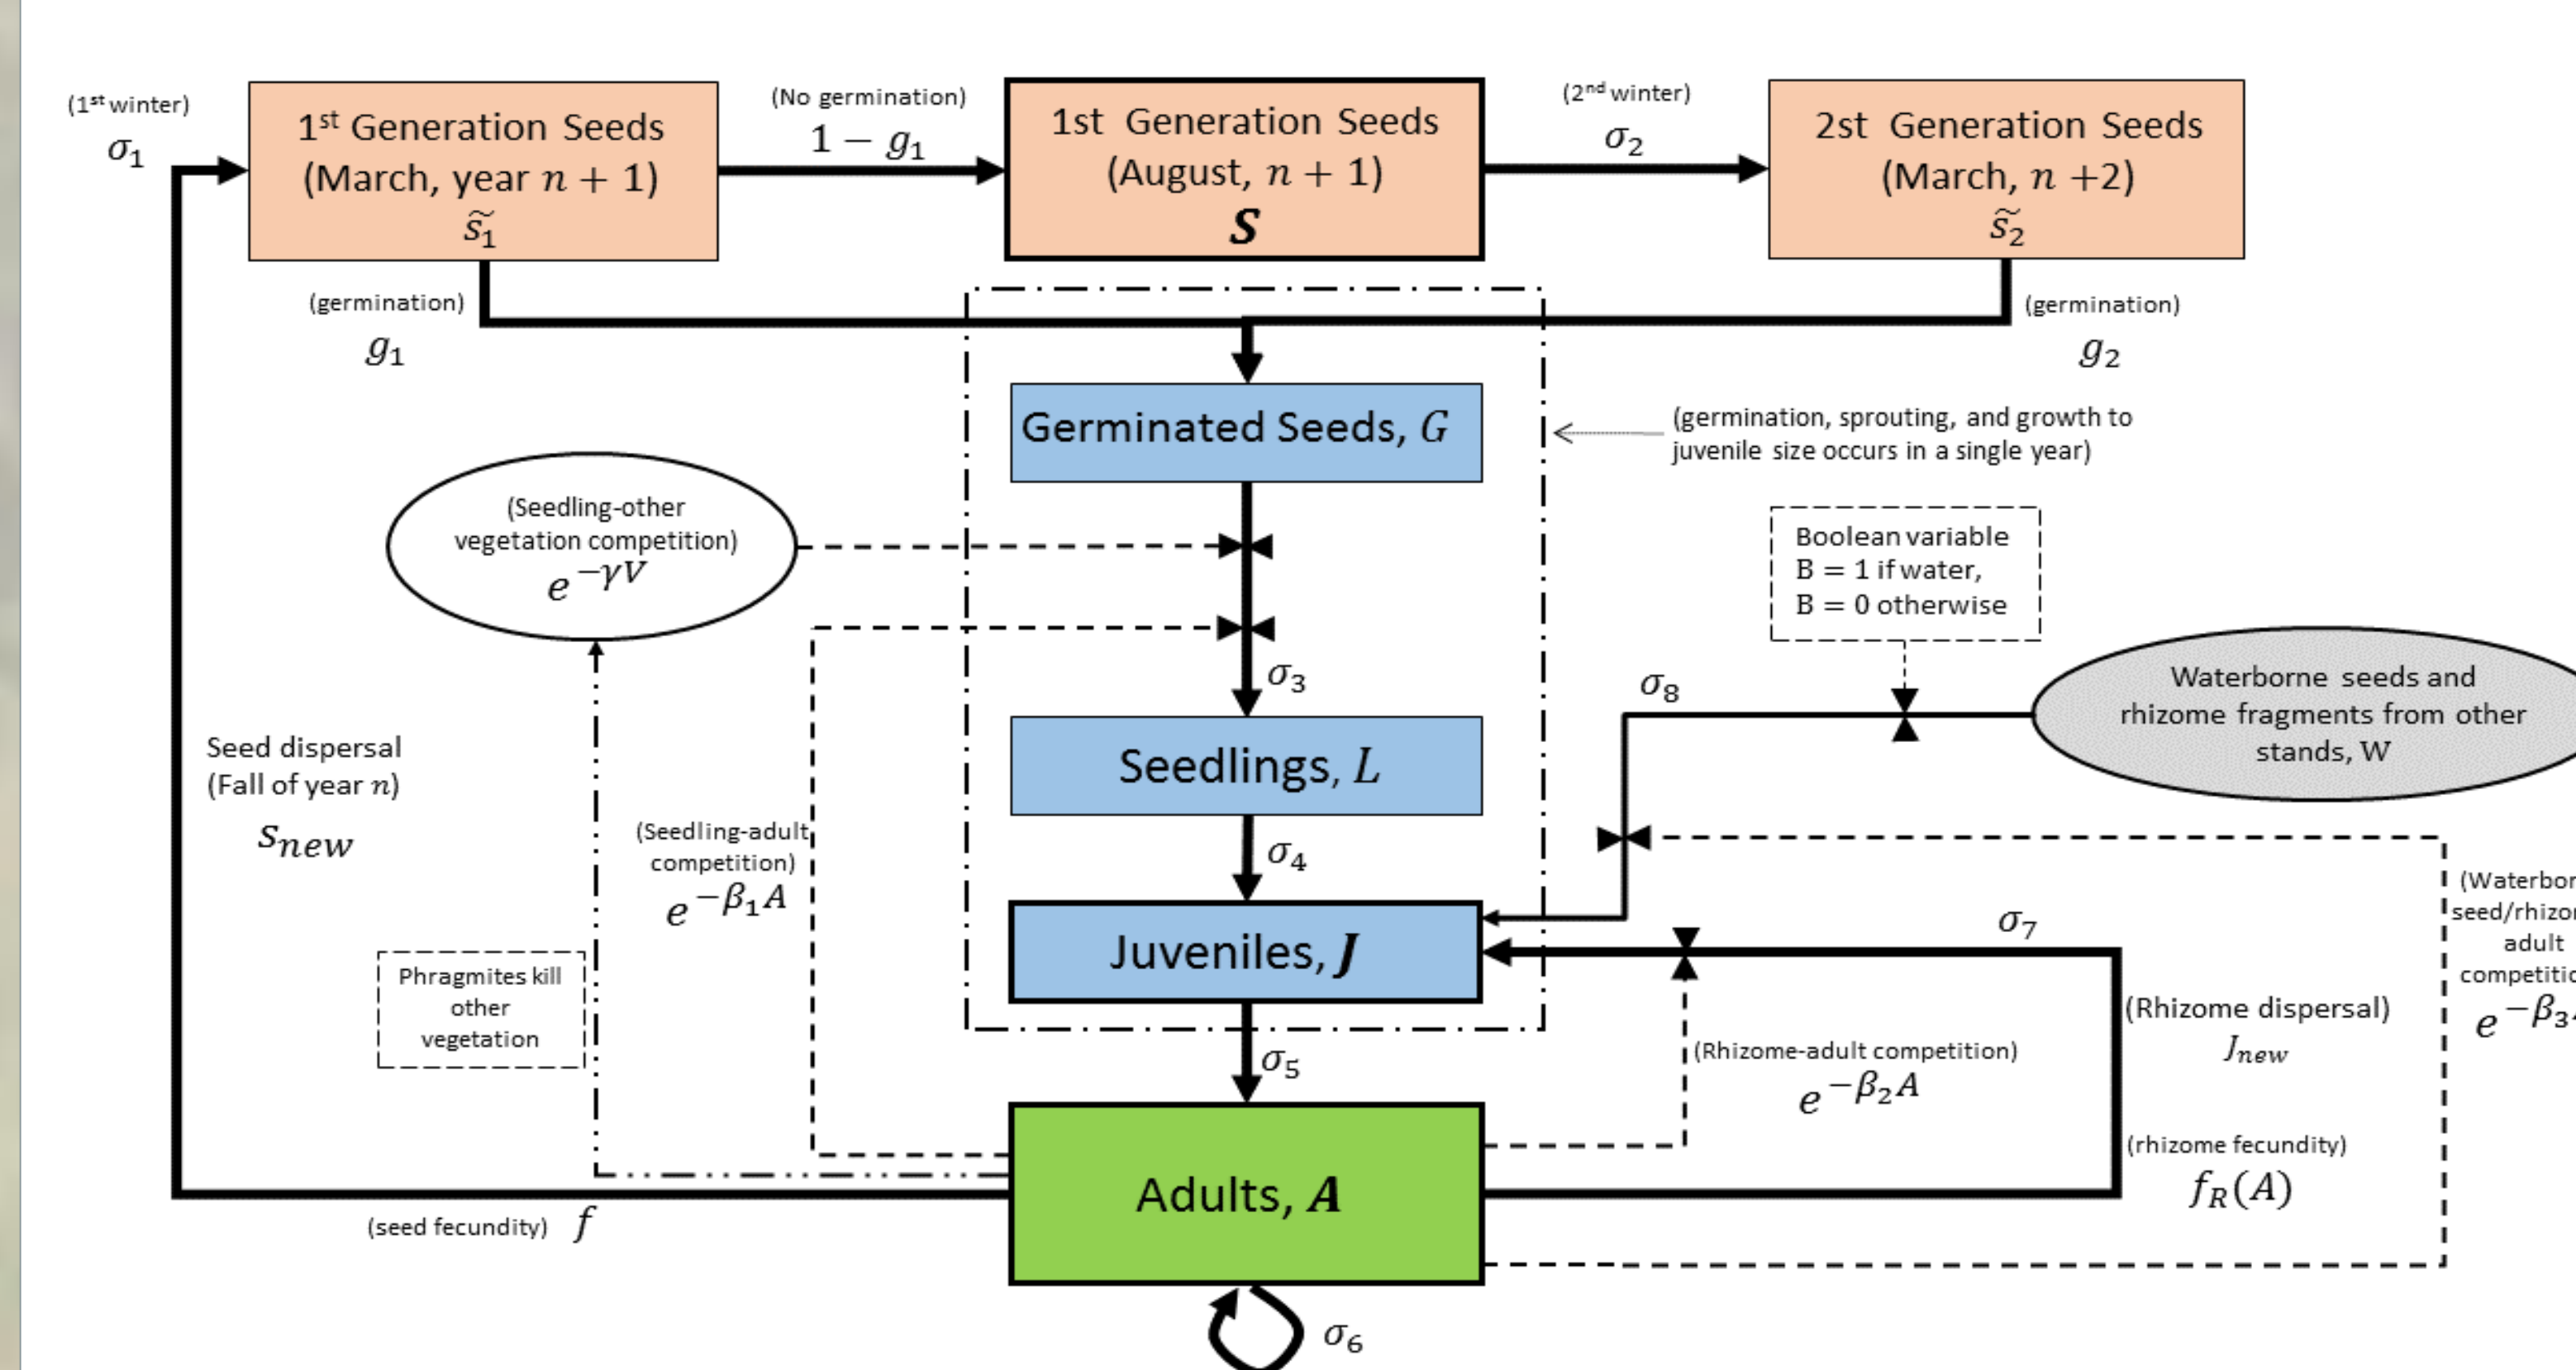 (1st winter)
σ1
1st Generation Seeds
(March, year n + 1)
s̃1
(No germination)
1 − g1
1st Generation Seeds
(August, n + 1)
S
(2nd winter)
σ2
2st Generation Seeds
(March, n +2)
s̃2
(germination)
g1
(germination)
g2
Germinated Seeds, G
(germination, sprouting, and growth to
juvenile size occurs in a single year)
(Seedling-other
vegetation competition)
e^−γV
Boolean variable
B = 1 if water,
B = 0 otherwise
σ3
σ8
Waterborne seeds and
rhizome fragments from other
stands, W
Seedlings, L
Seed dispersal
(Fall of year n)
snew
(Seedling-adult
competition)
e^−β1A
σ4
Juveniles, J
σ7
adult
e^−β3
Phragmites kill
other
vegetation
(Rhizome dispersal)
Jnew
σ5
(Rhizome-adult competition)
e^−β2A
(rhizome fecundity)
fR(A)
Adults, A
(seed fecundity) f
σ6